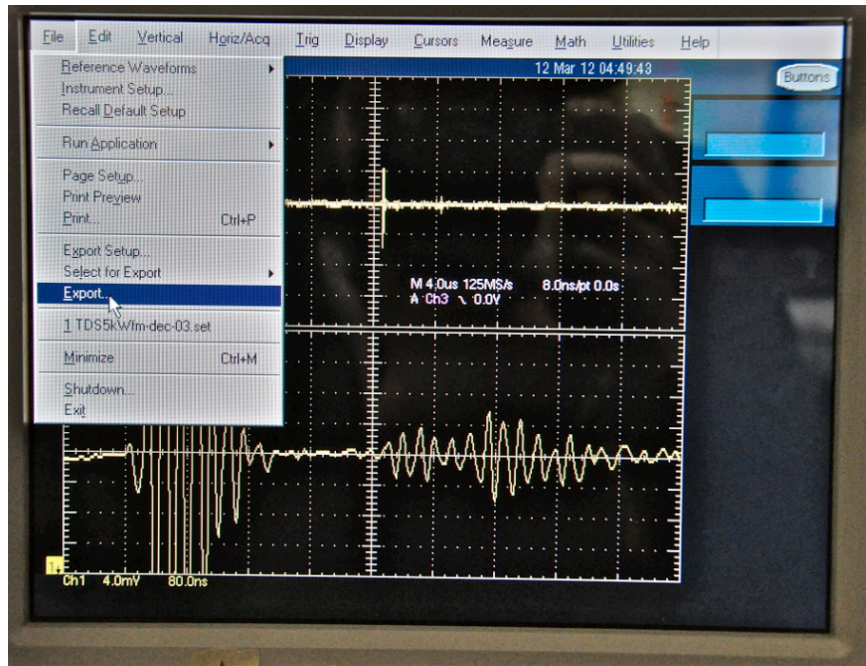 File Edit Vertical Horiz/Acq Trig Display Cursors Measure Math Utilities Help
12 Mar 12 04:49:43
Buttons
Reference Waveforms
Instrument Setup...
Recall Default Setup
Run Application
Page Setup...
Print Preview
Print... Ctrl+P
Export Setup...
Select for Export
Export...
1 TDS5kWfm-dec-03.set
Minimize Ctrl+M
Shutdown...
Exit
M 4.0us 125MS/s 8.0ns/pt 0.0s
A Ch3 \ 0.0V
1
Ch1 4.0mV 80.0ns